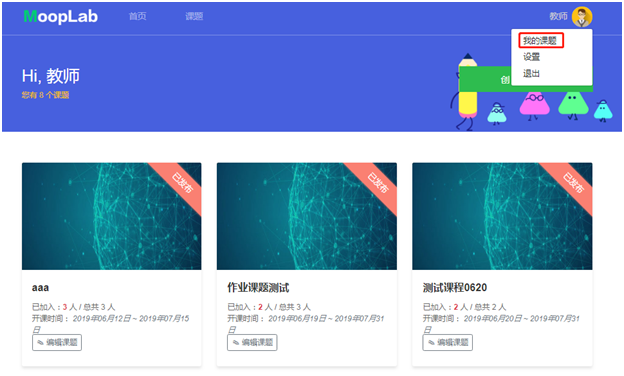 MoopLab 首页 课题 教师
我的课题
设置
退出
Hi, 教师
您有 8 个课题
创
已发布 已发布 已发布
aaa
已加入：3 人 / 总共 3 人
开课时间： 2019年06月12日 ~ 2019年07月15
日
编辑课题
作业课题测试
已加入：2 人 / 总共 3 人
开课时间： 2019年06月19日 ~ 2019年07月31
日
编辑课题
测试课程0620
已加入：2 人 / 总共 2 人
开课时间： 2019年06月20日 ~ 2019年07月31
日
编辑课题